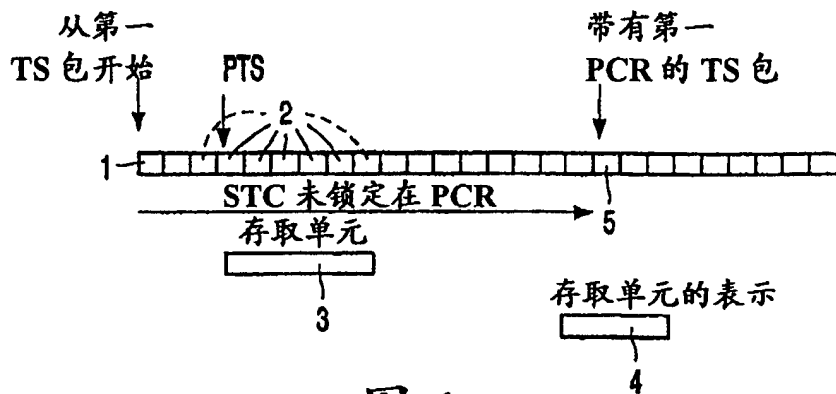 从第一
TS 包开始
PTS
带有第一
PCR 的 TS 包
2
1
STC 未锁定在 PCR
5
存取单元
3
存取单元的表示
4